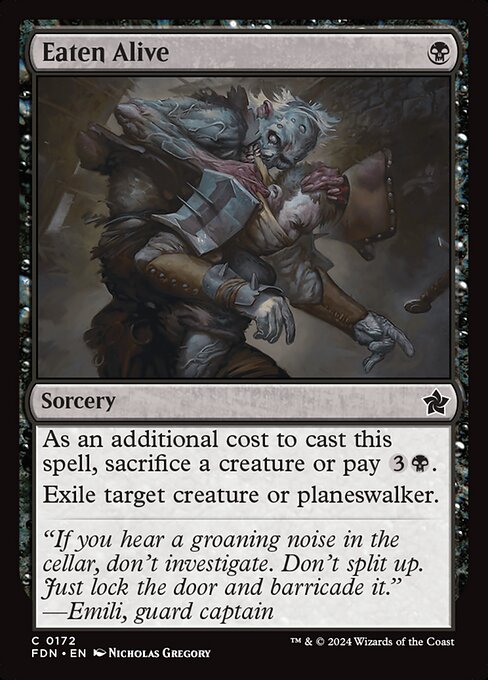 Eaten Alive
Sorcery
As an additional cost to cast this
spell, sacrifice a creature or pay 3.
Exile target creature or planeswalker.
“If you hear a groaning noise in the
cellar, don’t investigate. Don’t split up.
Just lock the door and barricade it.”
—Emili, guard captain
C 0172
™ & © 2024 Wizards of the Coast
FDN • EN Nicholas Gregory